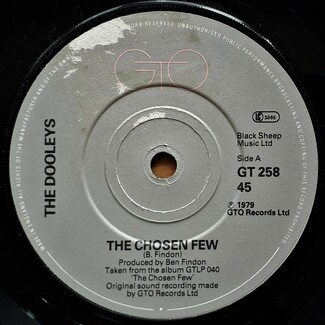 GTO
THE DOOLEYS
LC 3086
Black Sheep
Music Ltd
Side A
GT 258
45
℗ 1979
GTO Records Ltd
THE CHOSEN FEW
(B. Findon)
Produced by Ben Findon
Taken from the album GTLP 040
'The Chosen Few'
Original sound recording made
by GTO Records Ltd